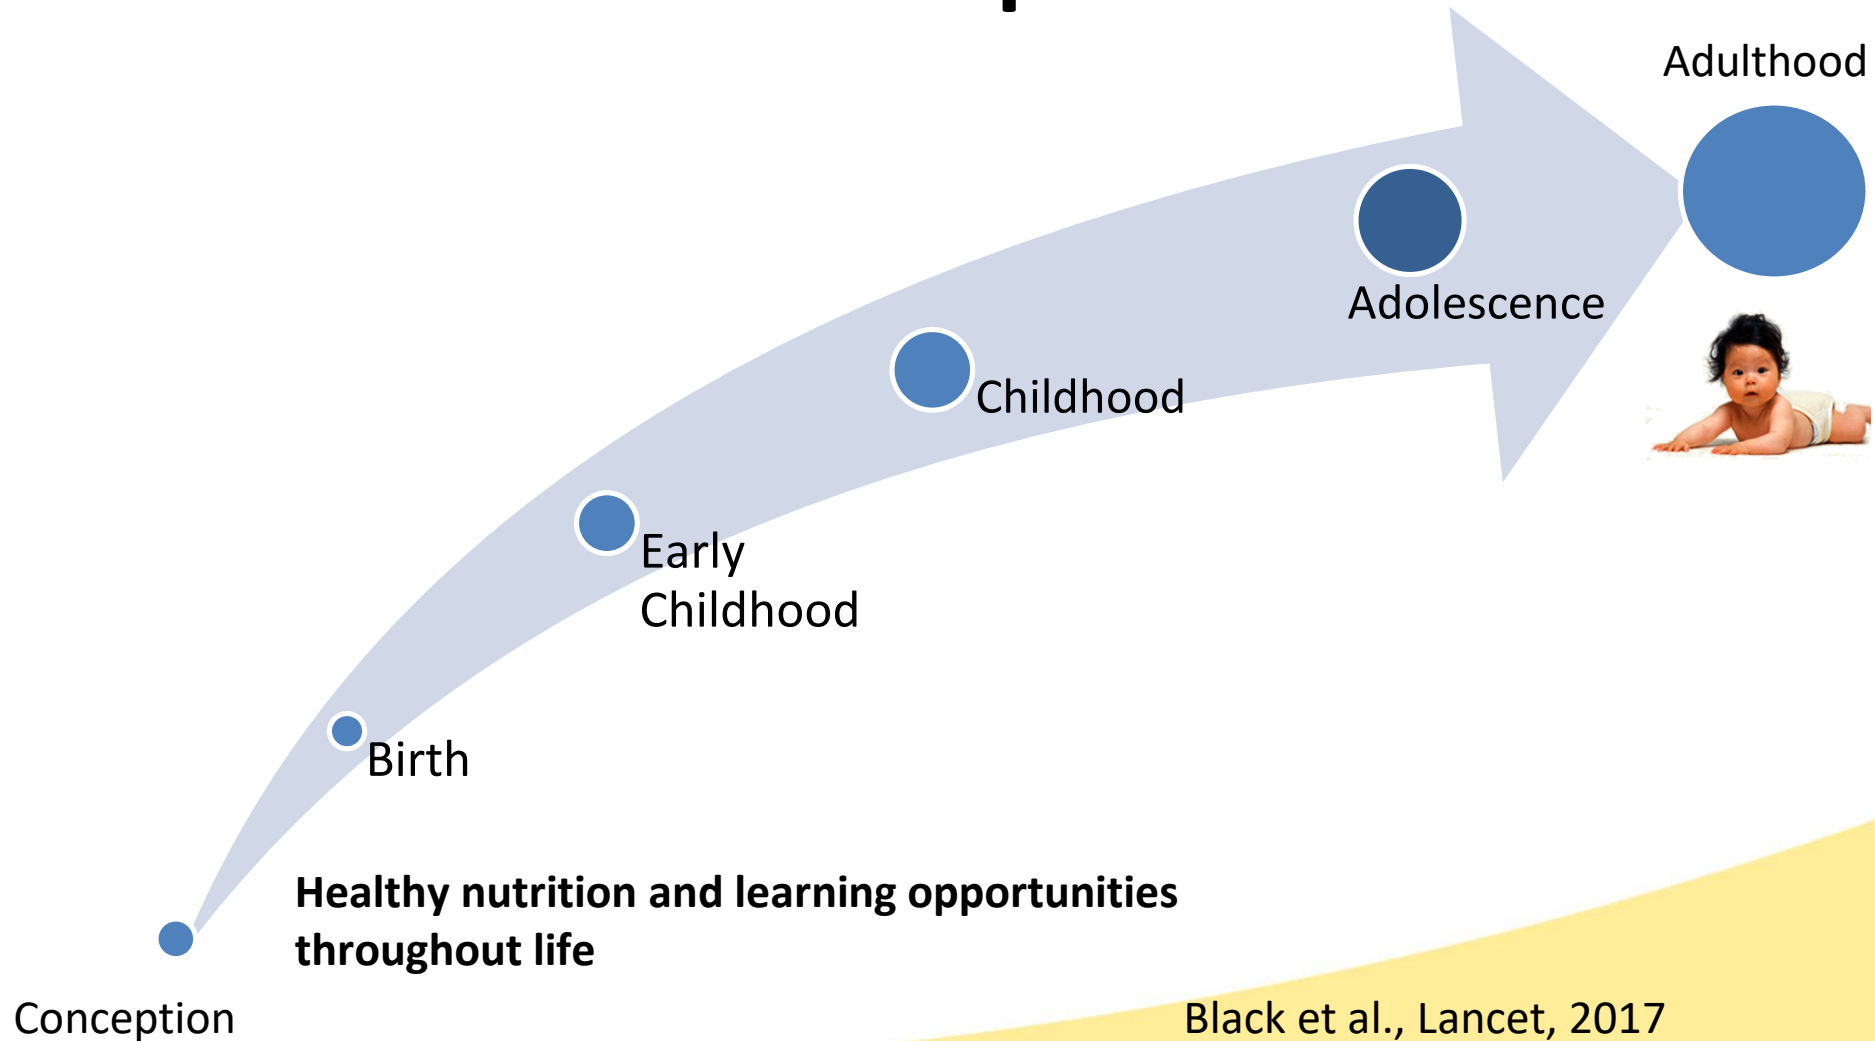 Adulthood
Adolescence
Childhood
Early
Childhood
Birth
Healthy nutrition and learning opportunities
throughout life
Conception
Black et al., Lancet, 2017